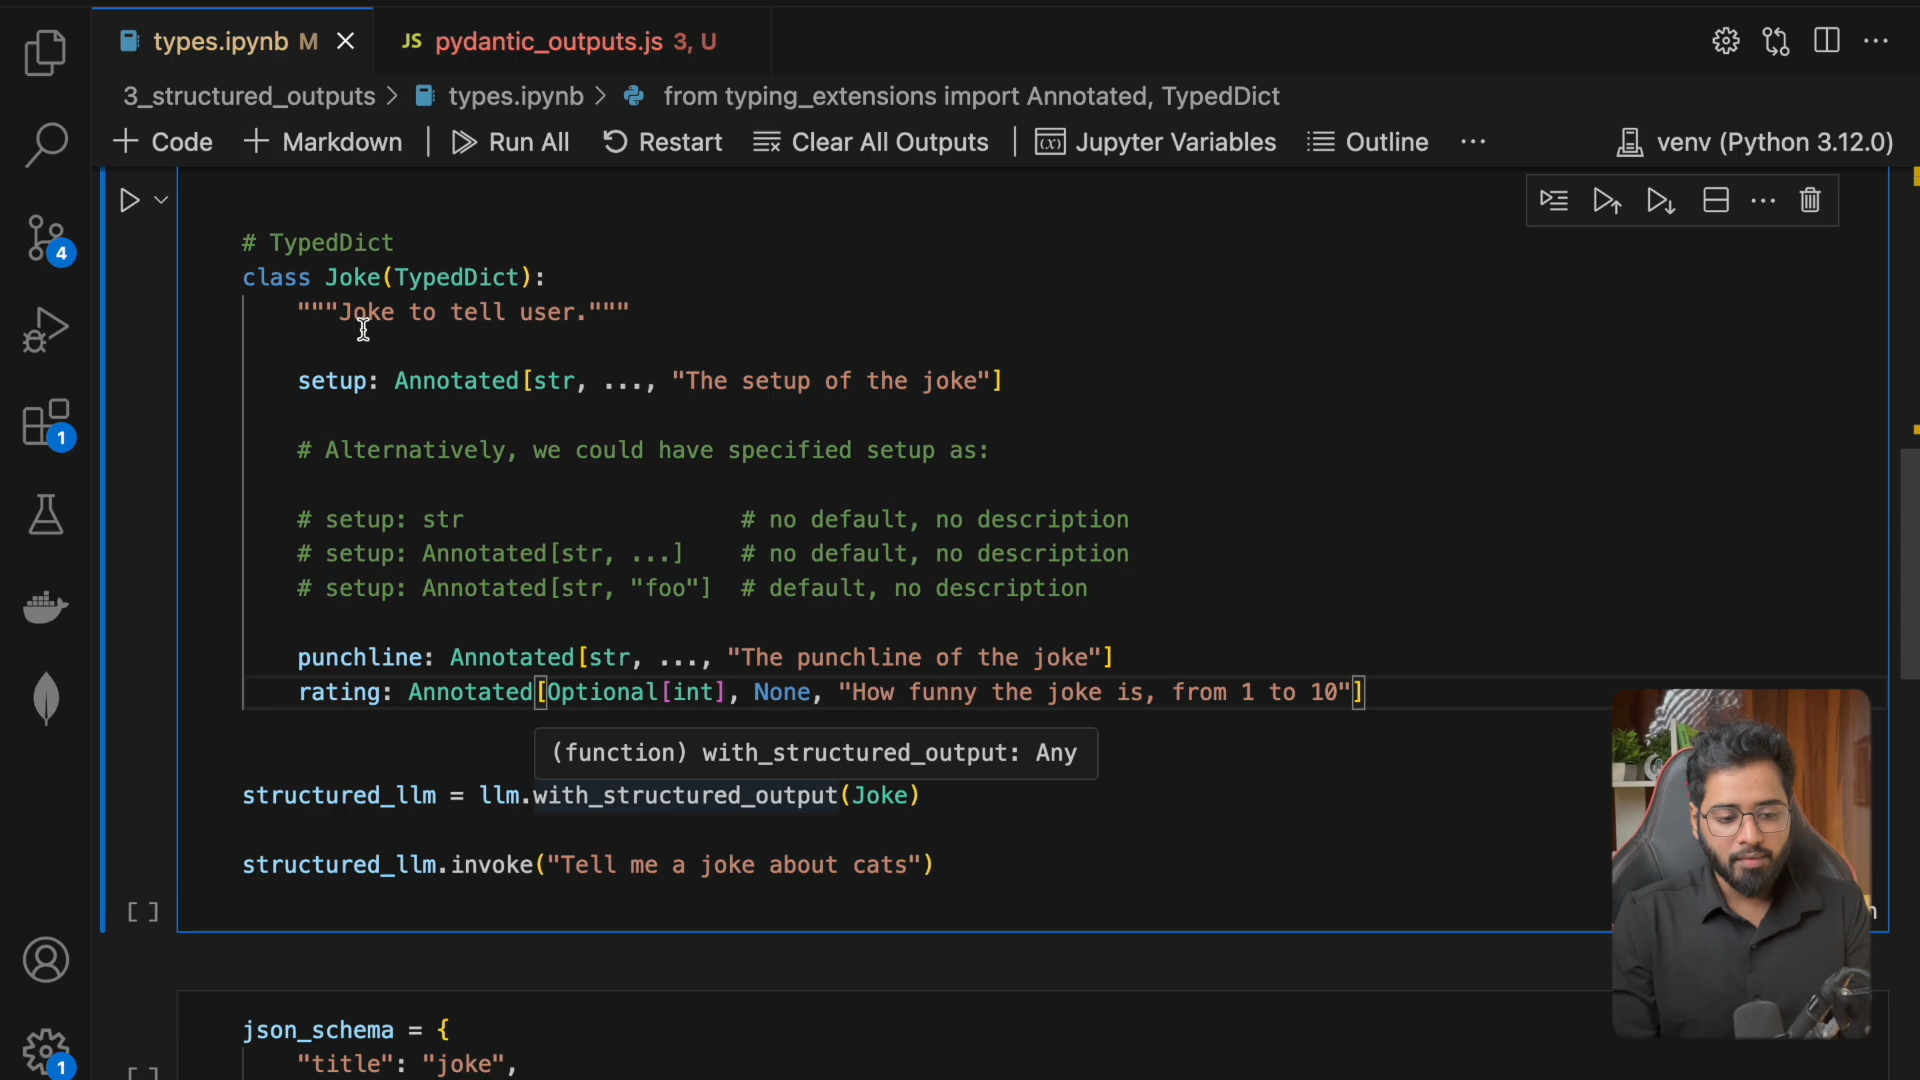 types.ipynb M
JS pydantic_outputs.js 3, U
3_structured_outputs > types.ipynb > from typing_extensions import Annotated, TypedDict
+ Code + Markdown | Run All Restart Clear All Outputs | Jupyter Variables Outline ... venv (Python 3.12.0)
# TypedDict
class Joke(TypedDict):
"""Joke to tell user."""
setup: Annotated[str, ..., "The setup of the joke"]
# Alternatively, we could have specified setup as:
# setup: str # no default, no description
# setup: Annotated[str, ...] # no default, no description
# setup: Annotated[str, "foo"] # default, no description
punchline: Annotated[str, ..., "The punchline of the joke"]
rating: Annotated[Optional[int], None, "How funny the joke is, from 1 to 10"]
(function) with_structured_output: Any
structured_llm = llm.with_structured_output(Joke)
structured_llm.invoke("Tell me a joke about cats")
[ ]
json_schema = {
"title": "joke",
4
1
1